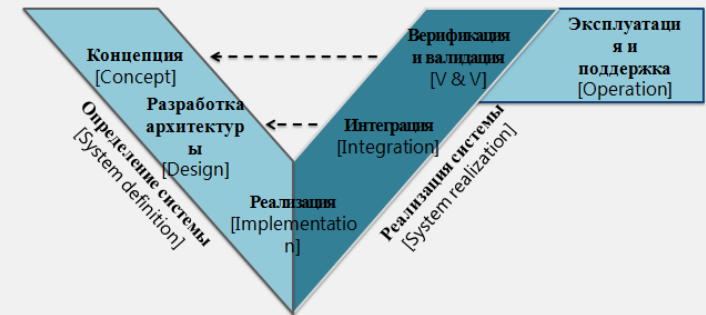 Концепция
[Concept]
Разработка
архитектур
ы
[Design]
Реализация
[Implementatio
n]
Определение системы
[System definition]
Верификация
и валидация
[V & V]
Интеграция
[Integration]
Реализация системы
[System realization]
Эксплуатаци
я и
поддержка
[Operation]